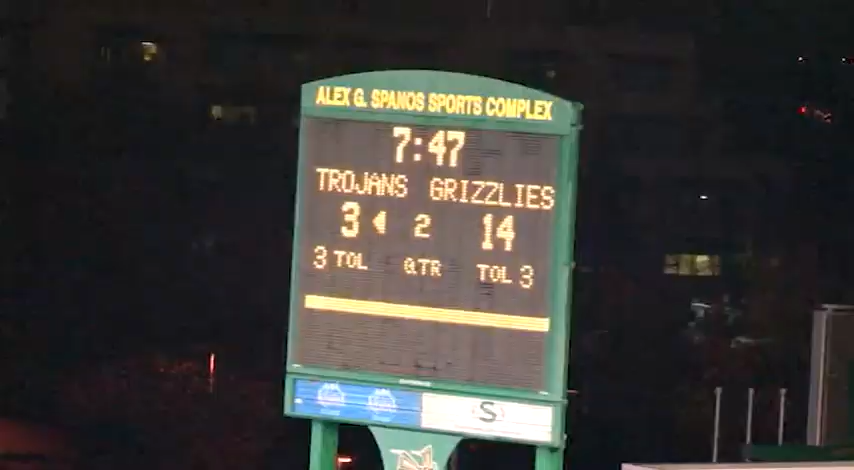 ALEX G. SPANOS SPORTS COMPLEX
7:47
TROJANS GRIZZLIES
3 2 14
3 TOL QTR TOL 3
S